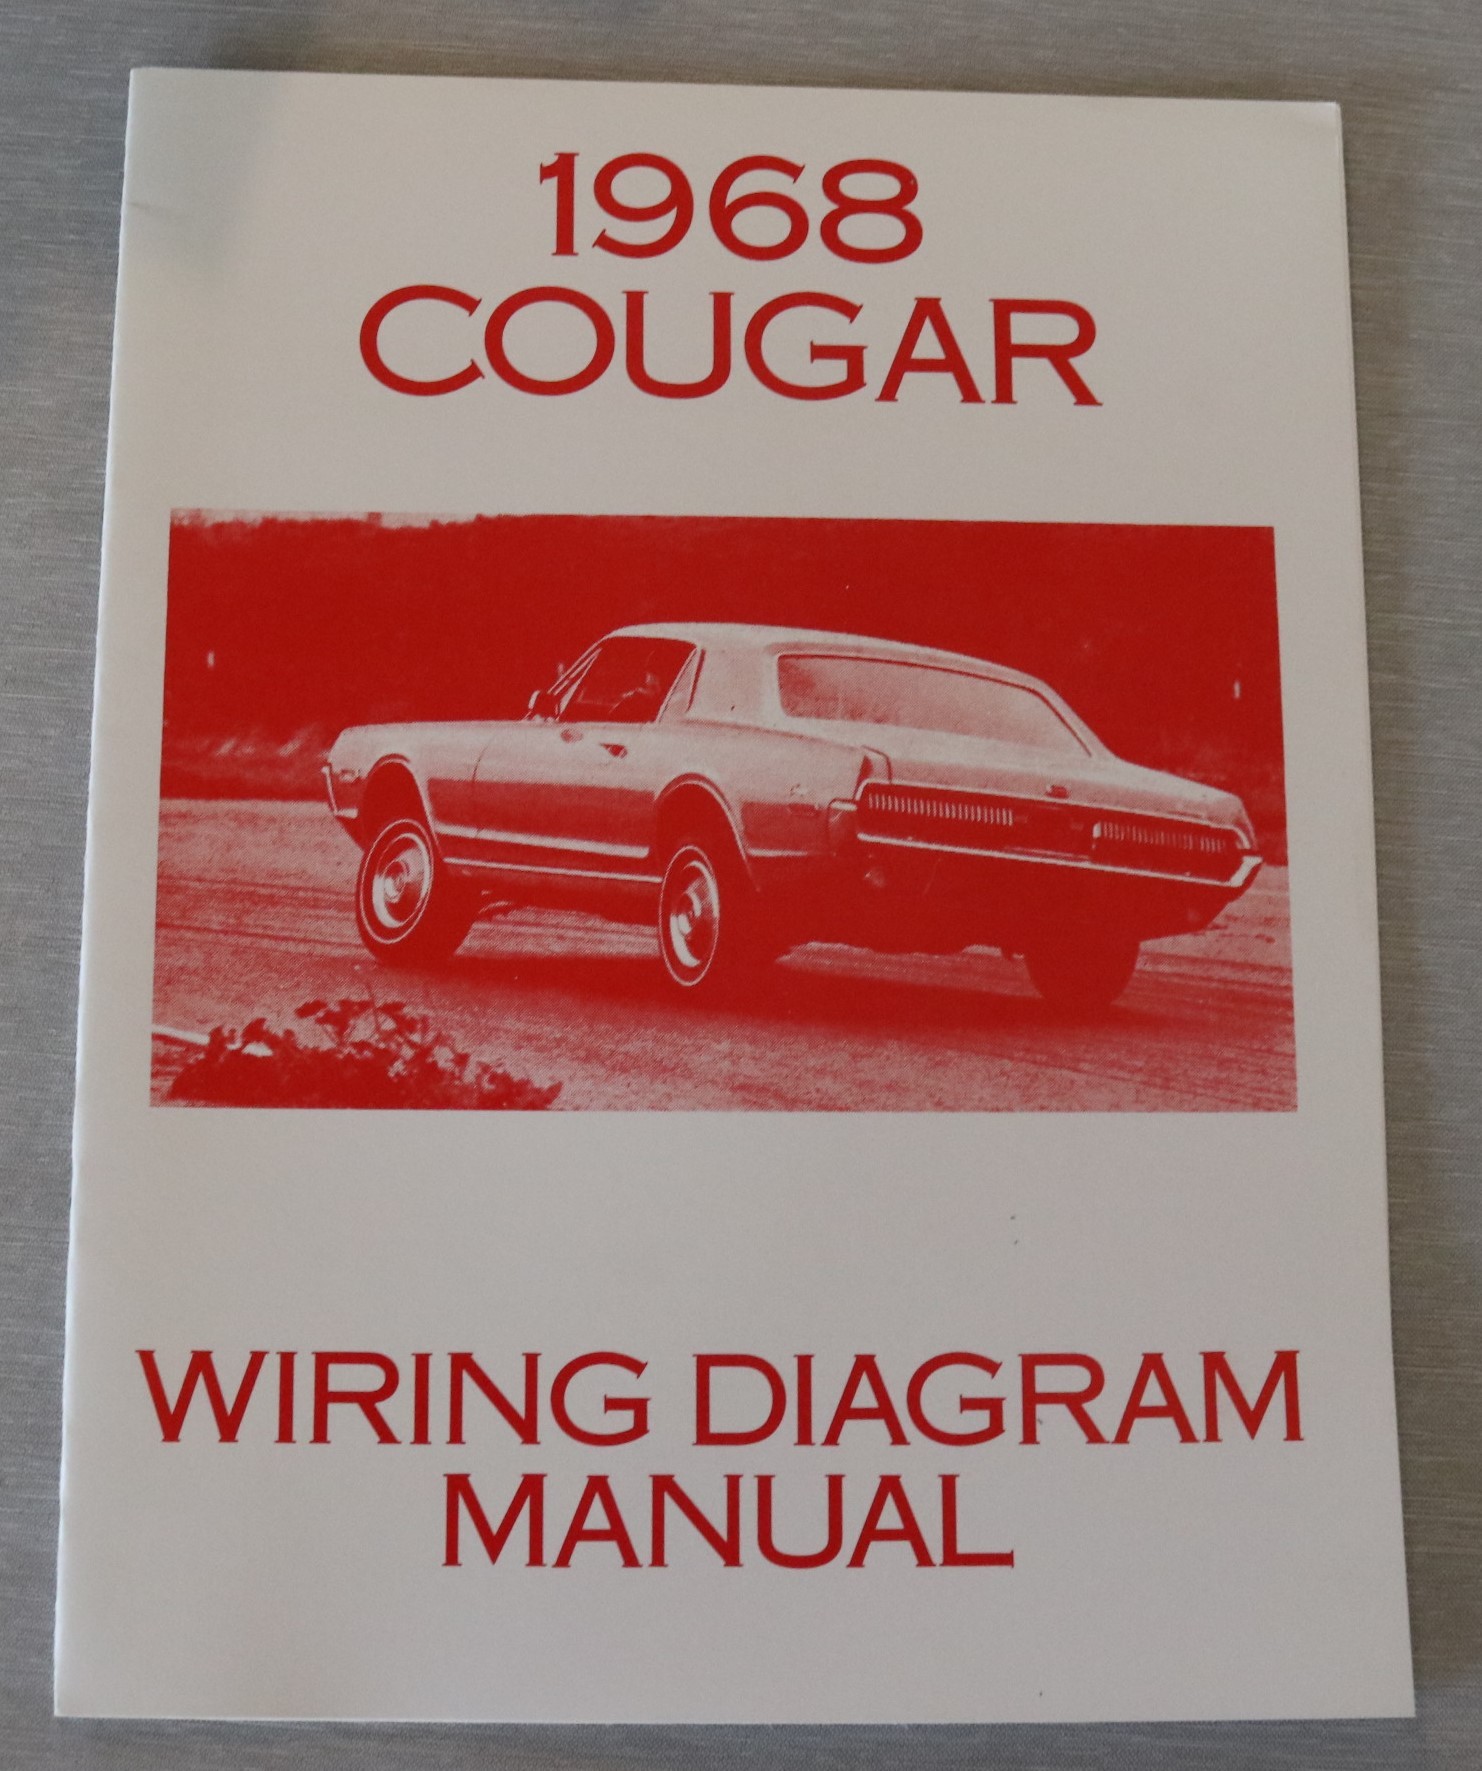 1968
COUGAR
WIRING DIAGRAM
MANUAL